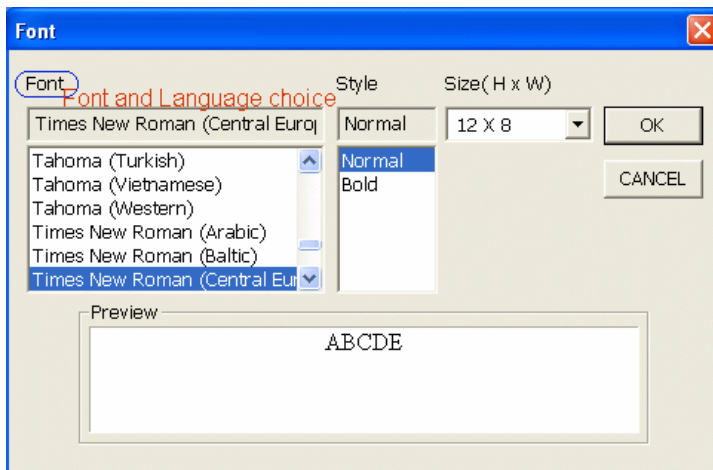 Font
Font
Style
Size( H x W)
Font and Language choice
Times New Roman (Central Euro
Normal
12 X 8
OK
Tahoma (Turkish)
Tahoma (Vietnamese)
Tahoma (Western)
Times New Roman (Arabic)
Times New Roman (Baltic)
Times New Roman (Central Eur
Normal
Bold
CANCEL
Preview
ABCDE